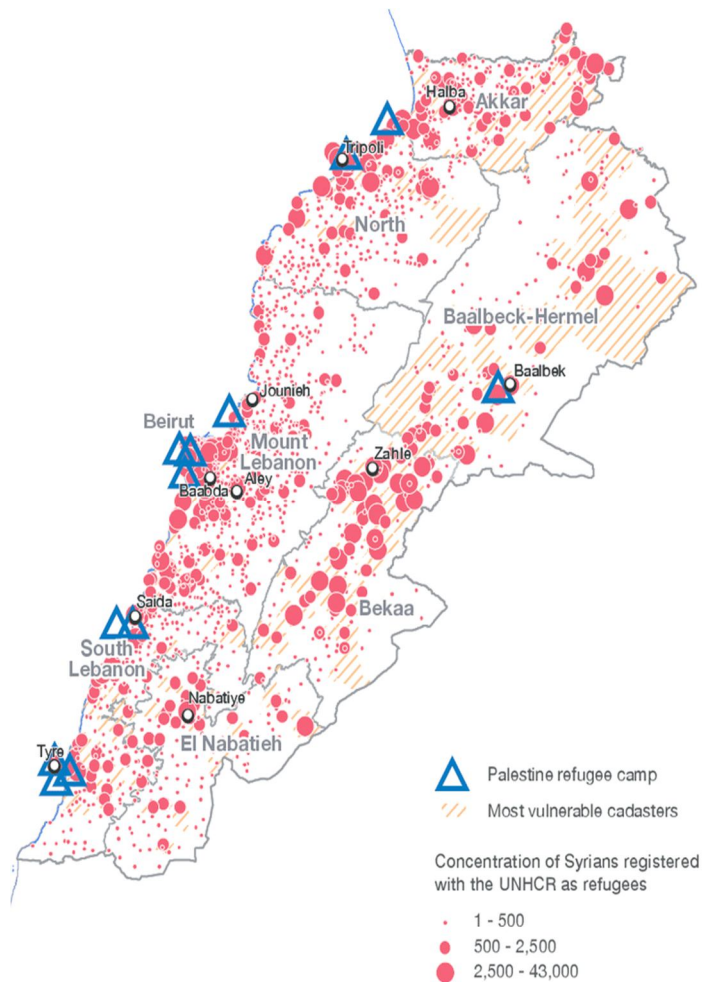 Halba
Akkar
Tripoli
North
Baalbeck-Hermel
Baalbek
Jounieh
Beirut
Mount
Lebanon
Zahle
Baabda
Aley
Saida
Bekaa
South
Lebanon
Nabatiye
El Nabatieh
Tyre
Palestine refugee camp
Most vulnerable cadasters
Concentration of Syrians registered
with the UNHCR as refugees
1 - 500
500 - 2,500
2,500 - 43,000